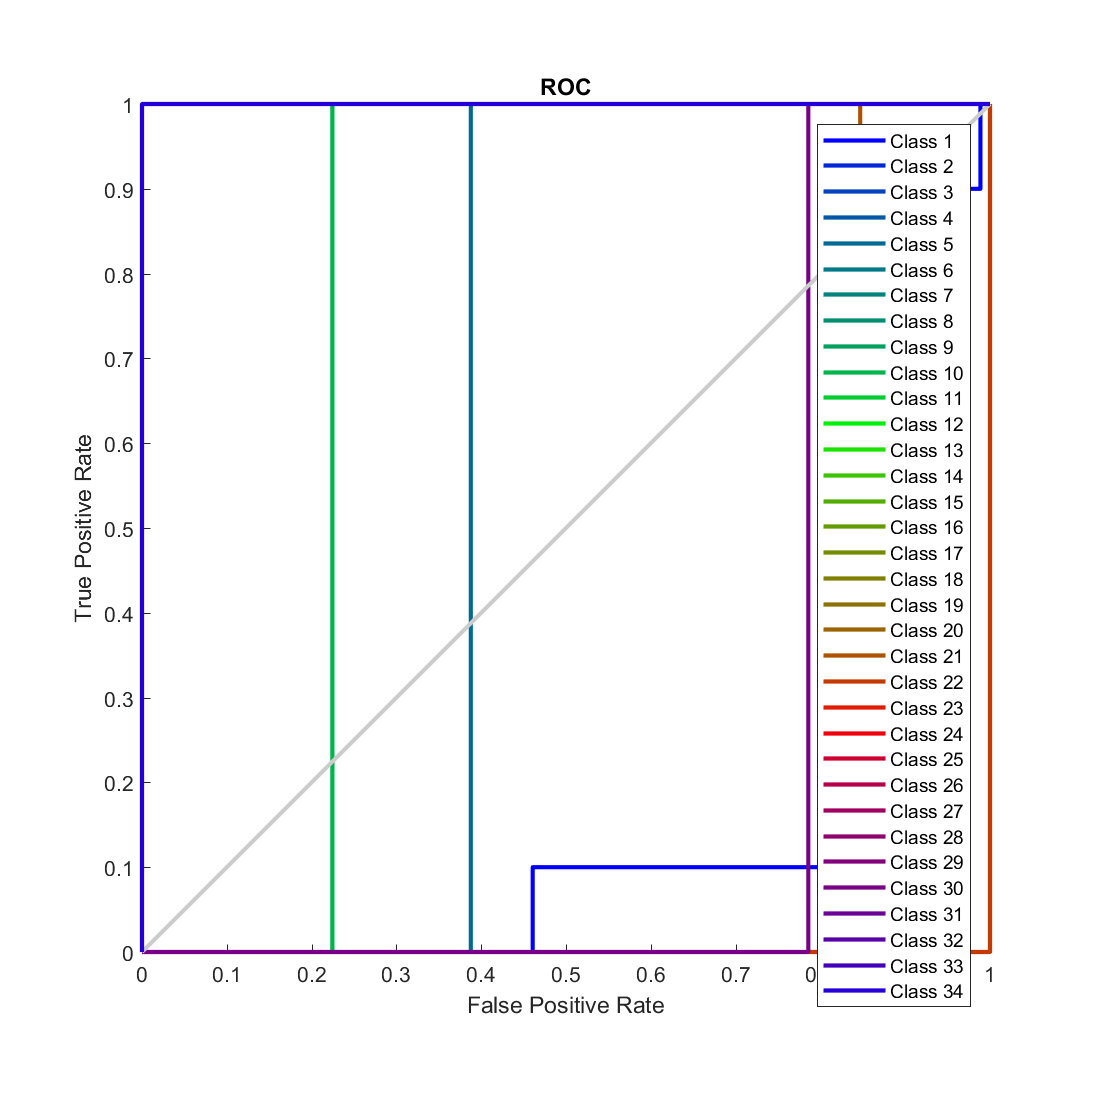 ROC
True Positive Rate
1
0.9
0.8
0.7
0.6
0.5
0.4
0.3
0.2
0.1
0
0
0.1
0.2
0.3
0.4
0.5
0.6
0.7
1
False Positive Rate
Class 1
Class 2
Class 3
Class 4
Class 5
Class 6
Class 7
Class 8
Class 9
Class 10
Class 11
Class 12
Class 13
Class 14
Class 15
Class 16
Class 17
Class 18
Class 19
Class 20
Class 21
Class 22
Class 23
Class 24
Class 25
Class 26
Class 27
Class 28
Class 29
Class 30
Class 31
Class 32
Class 33
Class 34